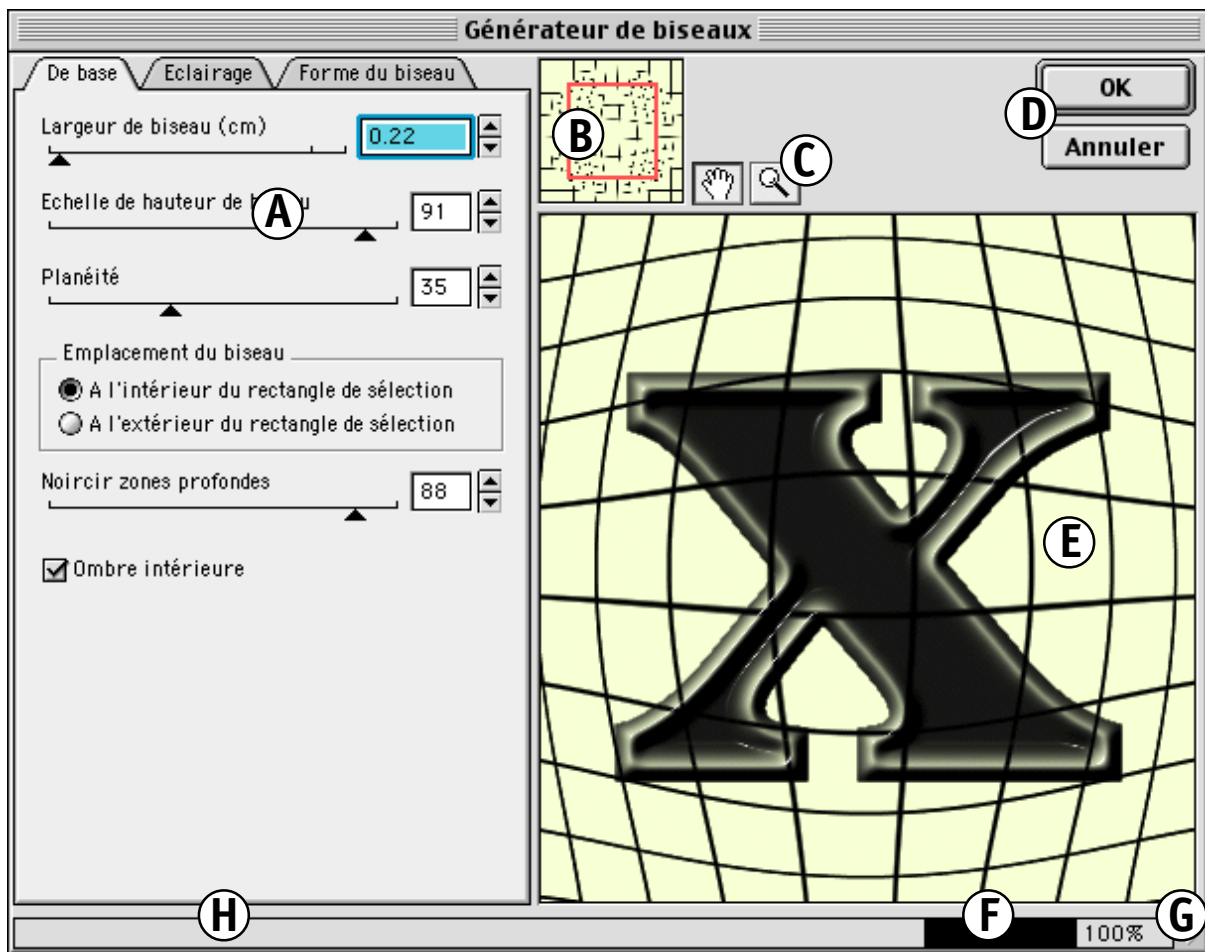 Générateur de biseaux
De base
Eclairage
Forme du biseau
Largeur de biseau (cm)
0.22
Echelle de hauteur de
u
A
91
Planéité
35
Emplacement du biseau
A l'intérieur du rectangle de sélection
A l'extérieur du rectangle de sélection
Noircir zones profondes
88
Ombre intérieure
B
C
D
OK
Annuler
X
E
H
F
100%
G